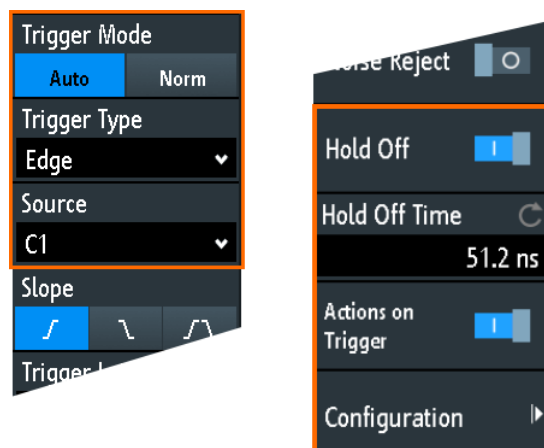 Trigger Mode
Auto Norm
Trigger Type
Edge
Source
C1
Slope
Trigger
Reject
Hold Off
Hold Off Time
51.2 ns
Actions on
Trigger
Configuration